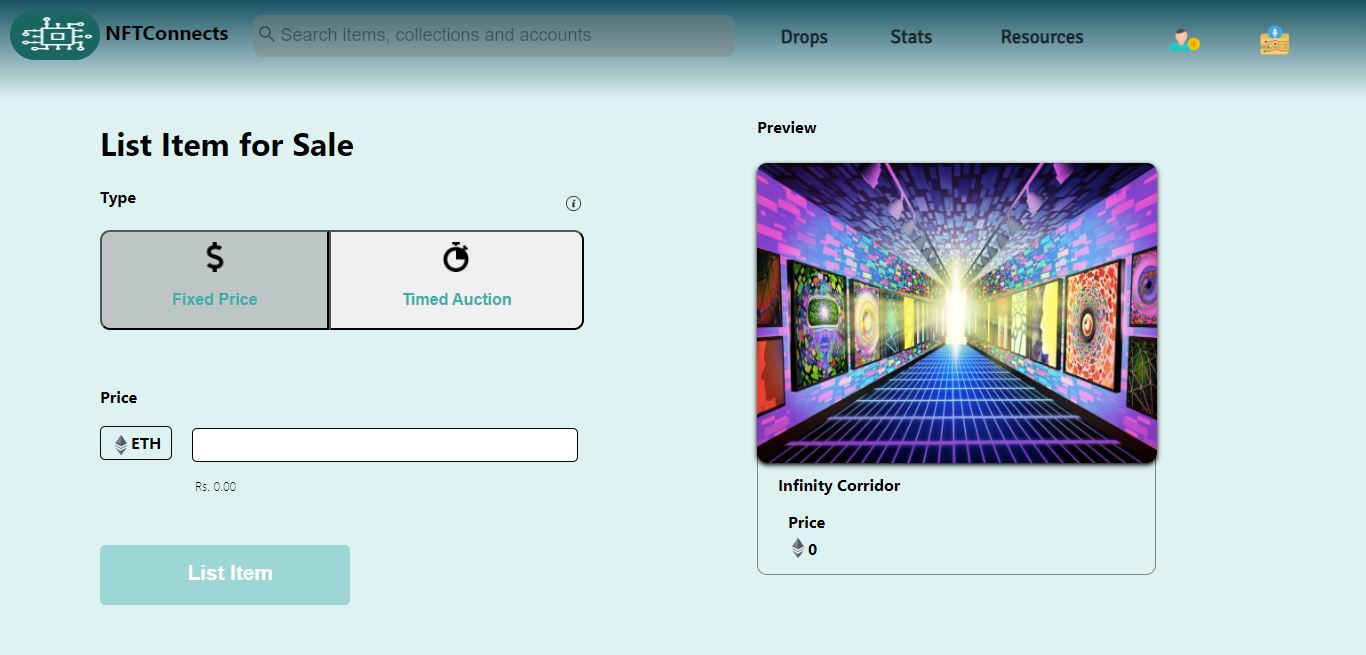 NFTConnects
Search items, collections and accounts
Drops
Stats
Resources
List Item for Sale
Type
Fixed Price
Timed Auction
Price
ETH
Rs. 0.00
List Item
Preview
Infinity Corridor
Price
0